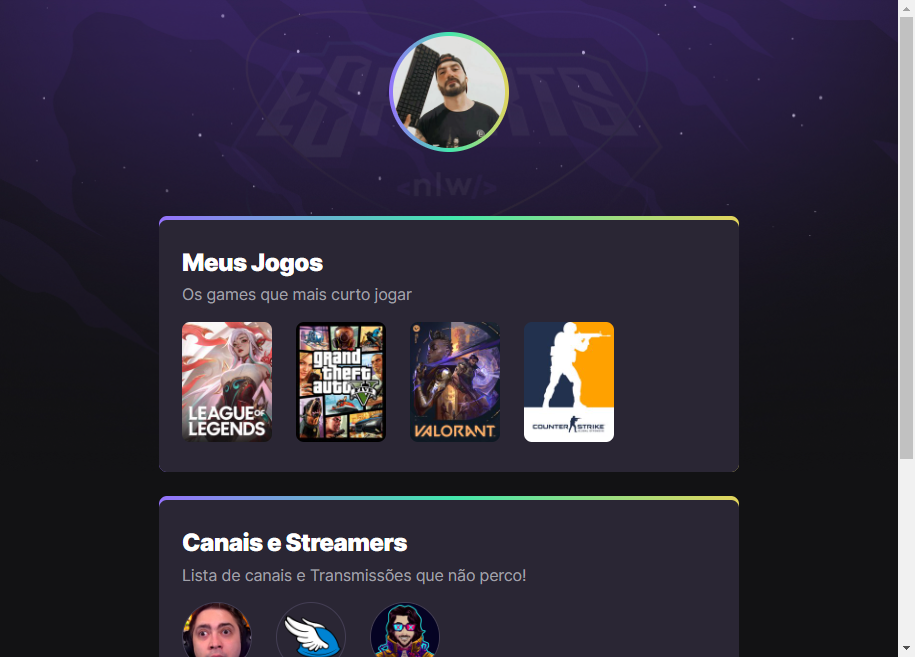 ESPORTS
<nlw/>
Meus Jogos
Os games que mais curto jogar
LEAGUE OF
LEGENDS
grand
theft
auto V
FIVE
VALORANT
COUNTER STRIKE
Canais e Streamers
Lista de canais e Transmissões que não perco!